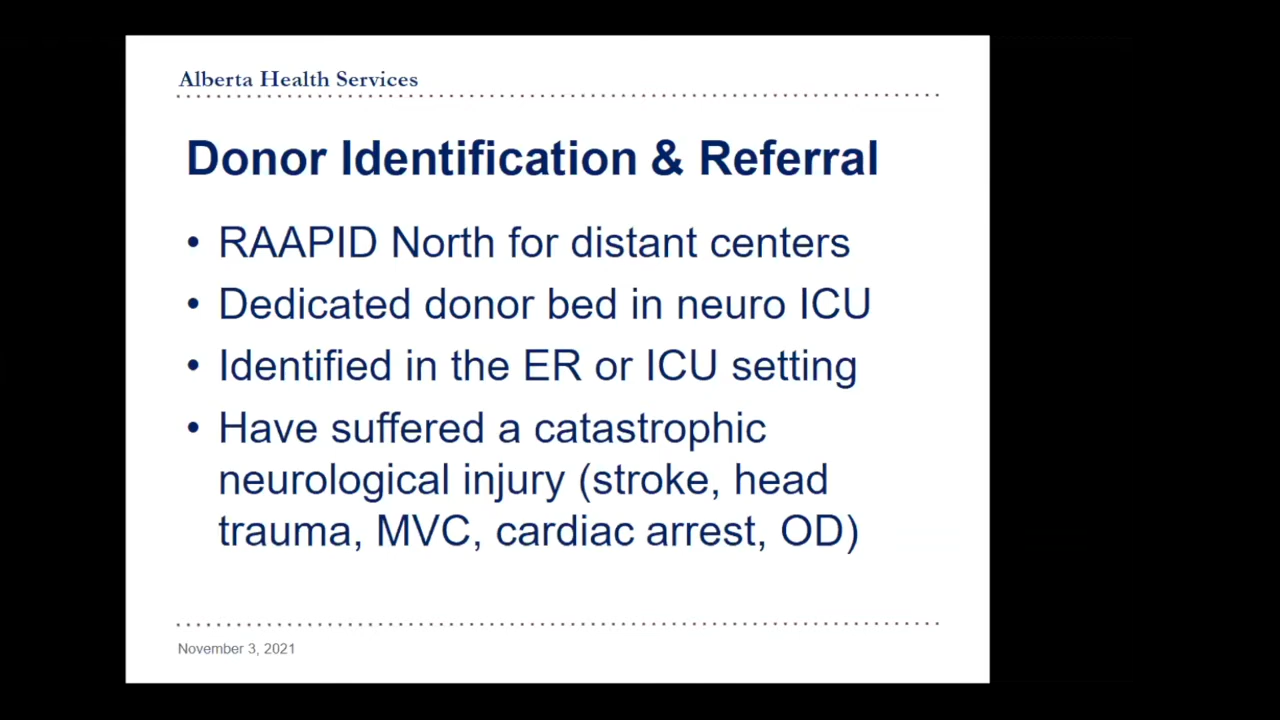 Alberta Health Services
Donor Identification & Referral
• RAAPID North for distant centers
• Dedicated donor bed in neuro ICU
• Identified in the ER or ICU setting
• Have suffered a catastrophic
neurological injury (stroke, head
trauma, MVC, cardiac arrest, OD)
November 3, 2021